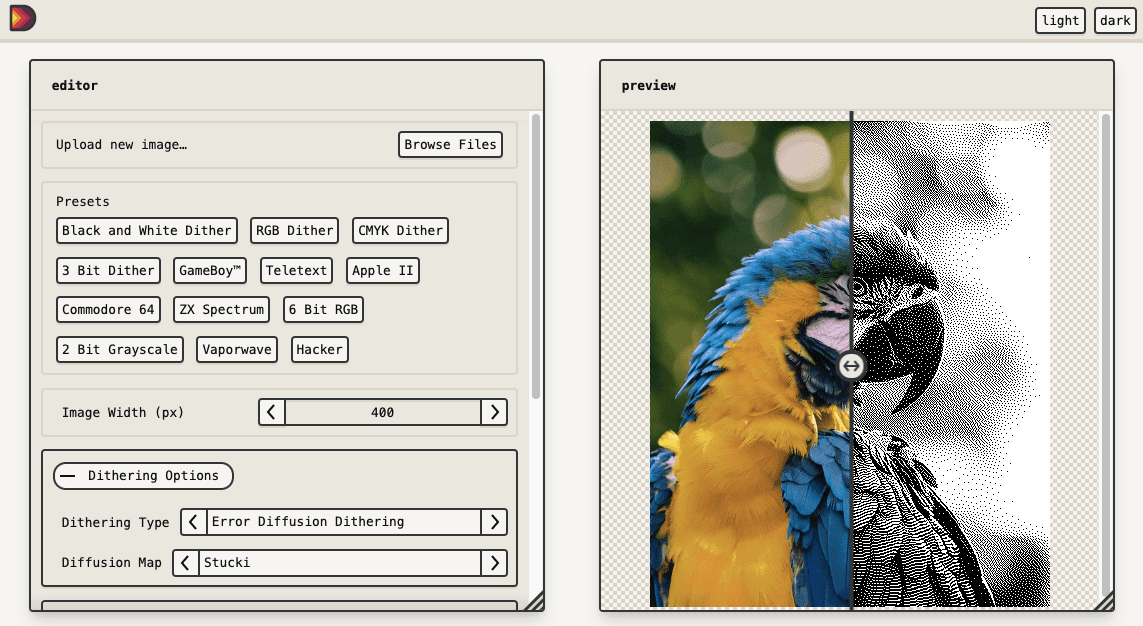 light dark
editor
preview
Upload new image…
Browse Files
Presets
Black and White Dither RGB Dither CMYK Dither
3 Bit Dither GameBoy™ Teletext Apple II
Commodore 64 ZX Spectrum 6 Bit RGB
2 Bit Grayscale Vaporwave Hacker
Image Width (px) 400
Dithering Options
Dithering Type Error Diffusion Dithering
Diffusion Map Stucki